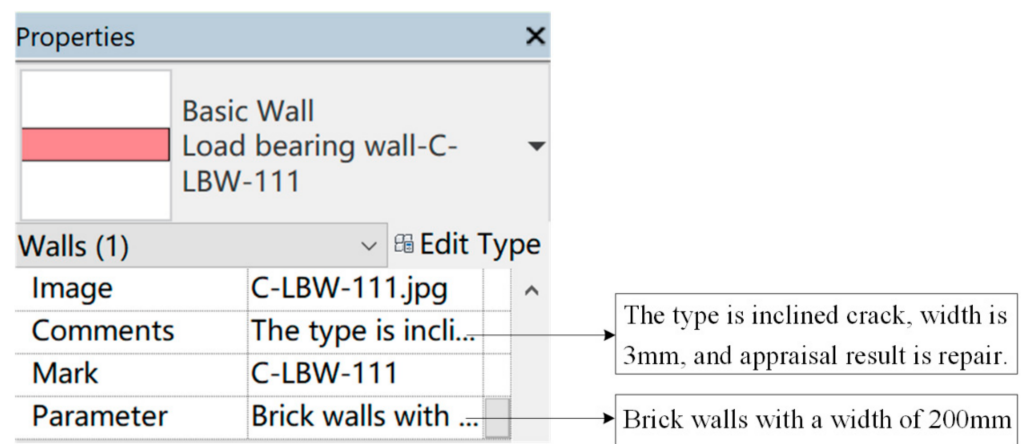 Properties
Basic Wall
Load bearing wall-C-
LBW-111
Walls (1)
Edit Type
Image C-LBW-111.jpg
Comments The type is incli...
Mark C-LBW-111
Parameter Brick walls with ...
The type is inclined crack, width is
3mm, and appraisal result is repair.
Brick walls with a width of 200mm